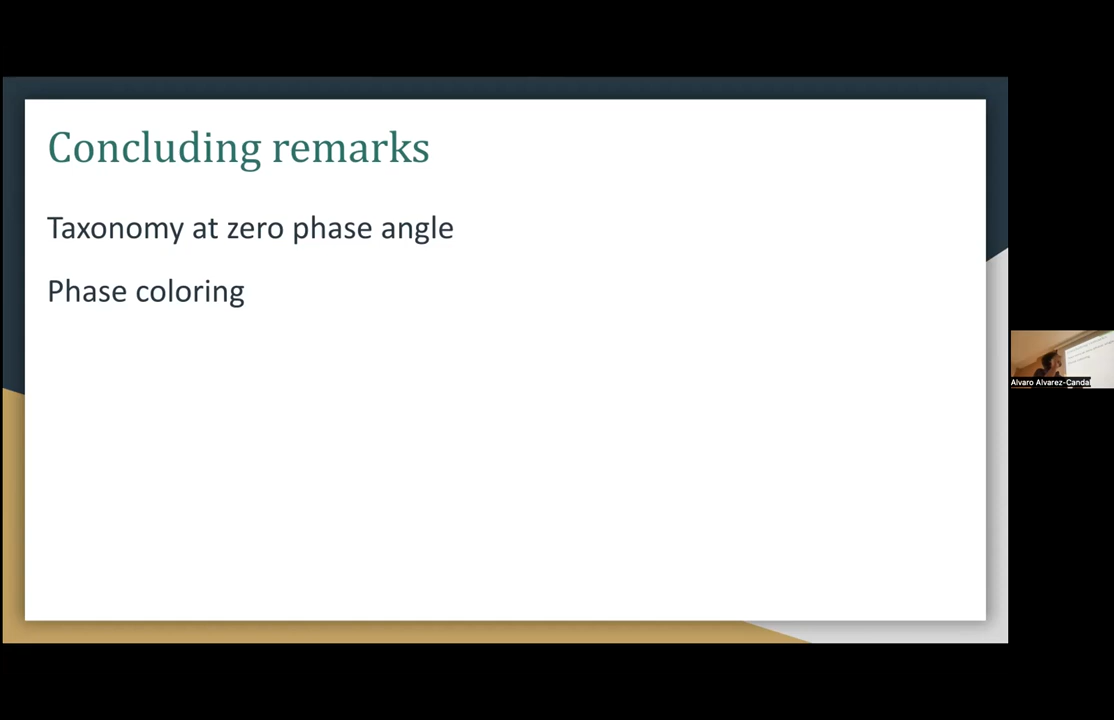 Concluding remarks
Taxonomy at zero phase angle
Phase coloring
Alvaro Alvarez-Candal